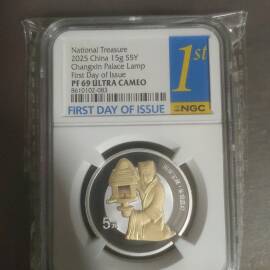 National Treasure
2025 China 15g S5Y
Changxin Palace Lamp
First Day of Issue
PF 69 ULTRA CAMEO
8610102-083
1st
FIRST DAY OF ISSUE
NGC
5元